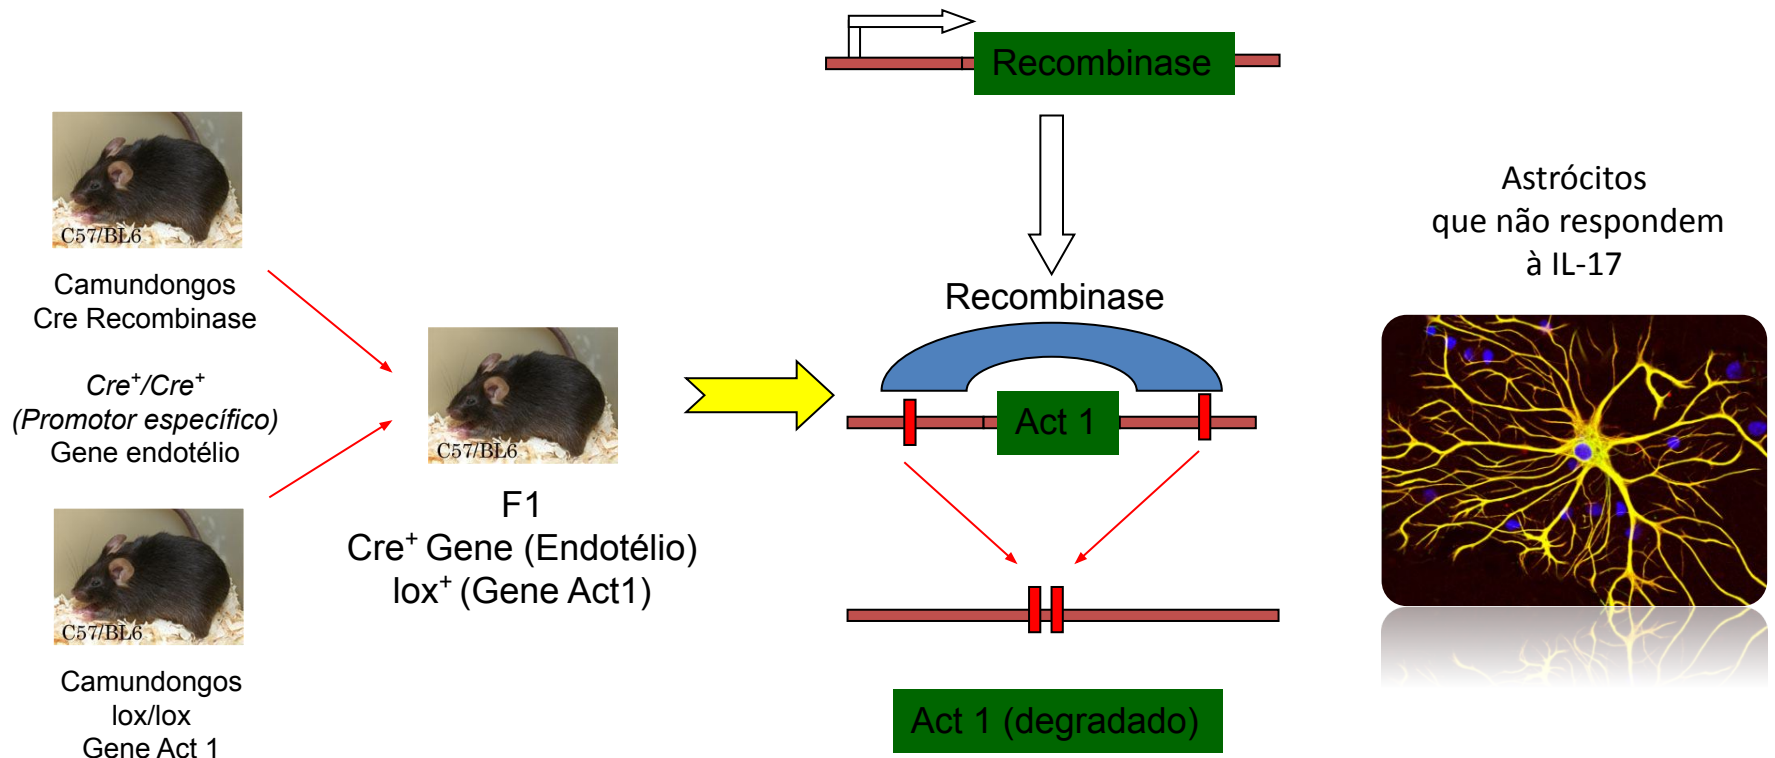 C57/BL6
Camundongos
Cre Recombinase
Cre⁺/Cre⁺
(Promotor específico)
Gene endotélio
C57/BL6
Camundongos
lox/lox
Gene Act 1
C57/BL6
F1
Cre⁺ Gene (Endotélio)
lox⁺ (Gene Act1)
Recombinase
Recombinase
Act 1
Act 1 (degradado)
Astrócitos
que não respondem
à IL-17